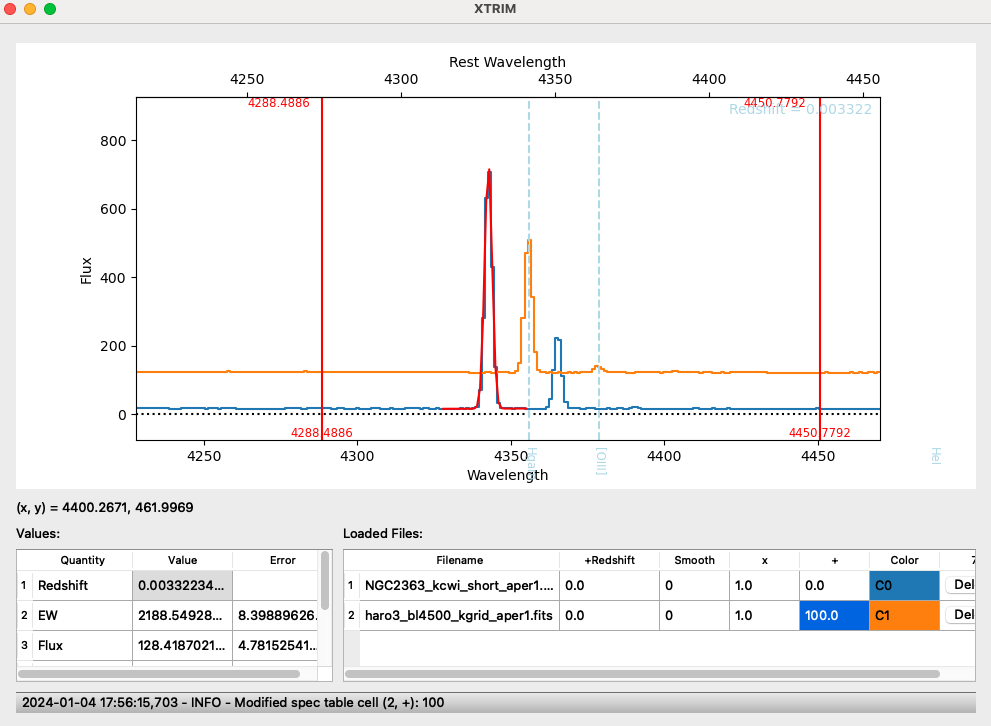 XTRIM
Rest Wavelength
4250 4300 4350 4400 4450
4288.4886 4450.7792
Redshift = 0.003322
800
600
Flux
400
200
0
4288.4886 4450.7792
4250 4300 4350 4400 4450
[OIII] HeI
Wavelength
(x, y) = 4400.2671, 461.9969
Values: Loaded Files:
Quantity Value Error Filename +Redshift Smooth x + Color
1 Redshift 0.00332234... 1 NGC2363_kcwi_short_aper1.... 0.0 0 1.0 0.0 C0 Del
2 EW 2188.54928... 8.39889626. 2 haro3_bl4500_kgrid_aper1.fits 0.0 0 1.0 100.0 C1 Del
3 Flux 128.4187021... 4.78152541...
2024-01-04 17:56:15,703 - INFO - Modified spec table cell (2, +): 100